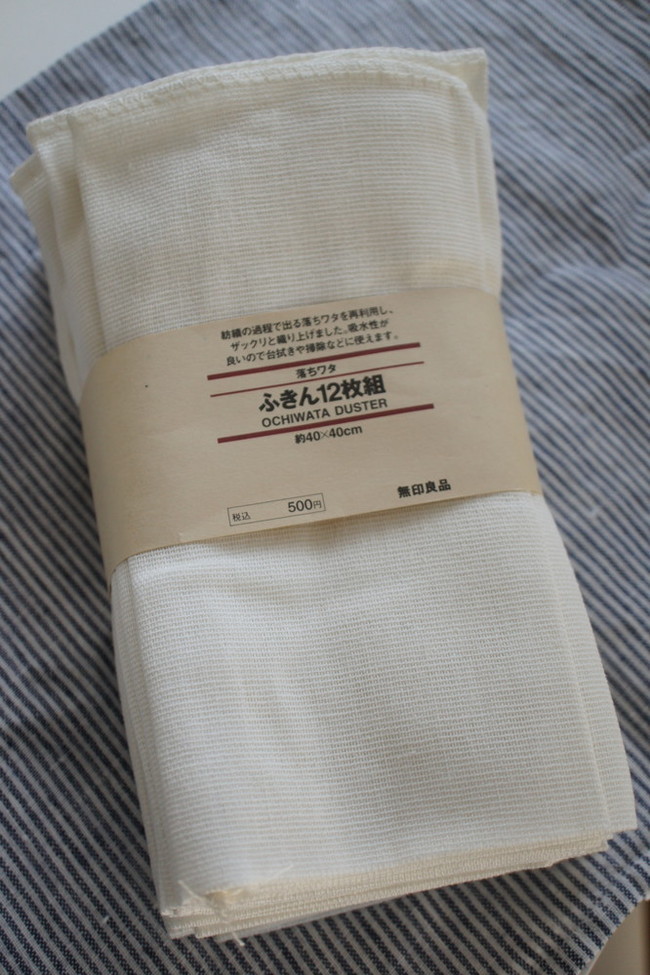 紡績の過程で出る落ちワタを再利用し、
ザックリと織り上げました。吸水性が
良いので台拭きや掃除などに使えます。
落ちワタ
ふきん12枚組
OCHIWATA DUSTER
約40×40cm
税込 500円
無印良品